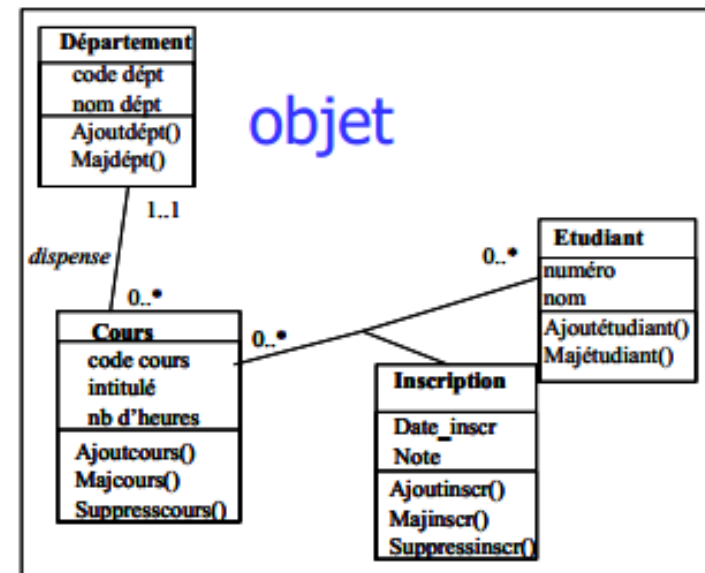 Département
code dépt
nom dépt
Ajoutdépt()
Majdépt()
objet
1..1
dispense
0..*
Cours
code cours
intitulé
nb d'heures
Ajoutcours()
Majcours()
Suppresscours()
0..*
0..*
Etudiant
numéro
nom
Ajoutétudiant()
Majétudiant()
Inscription
Date_inscr
Note
Ajoutinscr()
Majinscr()
Suppressinscr()